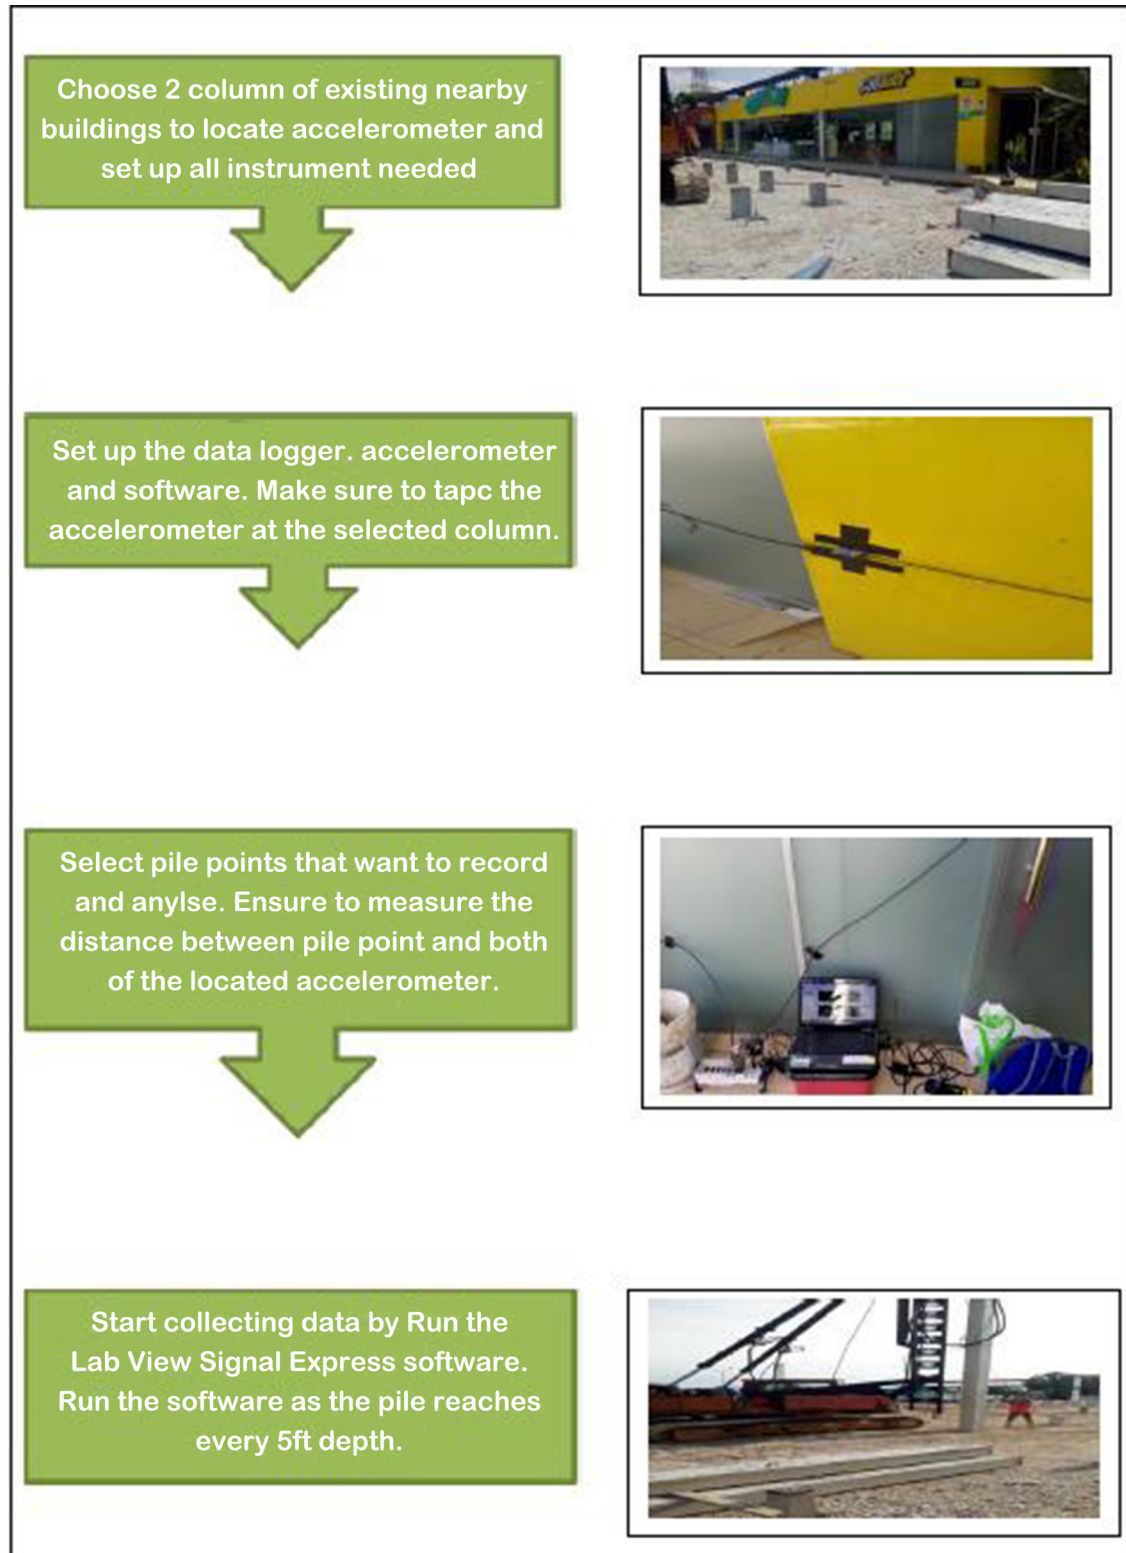 Choose 2 column of existing nearby
buildings to locate accelerometer and
set up all instrument needed
Set up the data logger. accelerometer
and software. Make sure to tapc the
accelerometer at the selected column.
Select pile points that want to record
and anylse. Ensure to measure the
distance between pile point and both
of the located accelerometer.
Start collecting data by Run the
Lab View Signal Express software.
Run the software as the pile reaches
every 5ft depth.